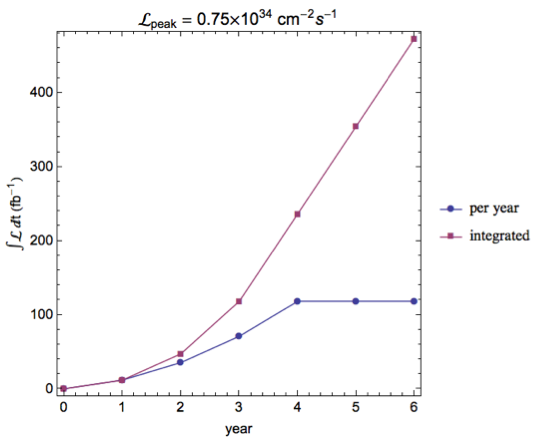 ℒpeak = 0.75×10³⁴ cm⁻²s⁻¹
∫ℒ dt (fb⁻¹)
400
300
200
100
0
0 1 2 3 4 5 6
year
per year
integrated